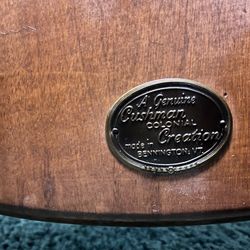 A Genuine
Cushman
COLONIAL
Creation
made in
BENNINGTON, VT.